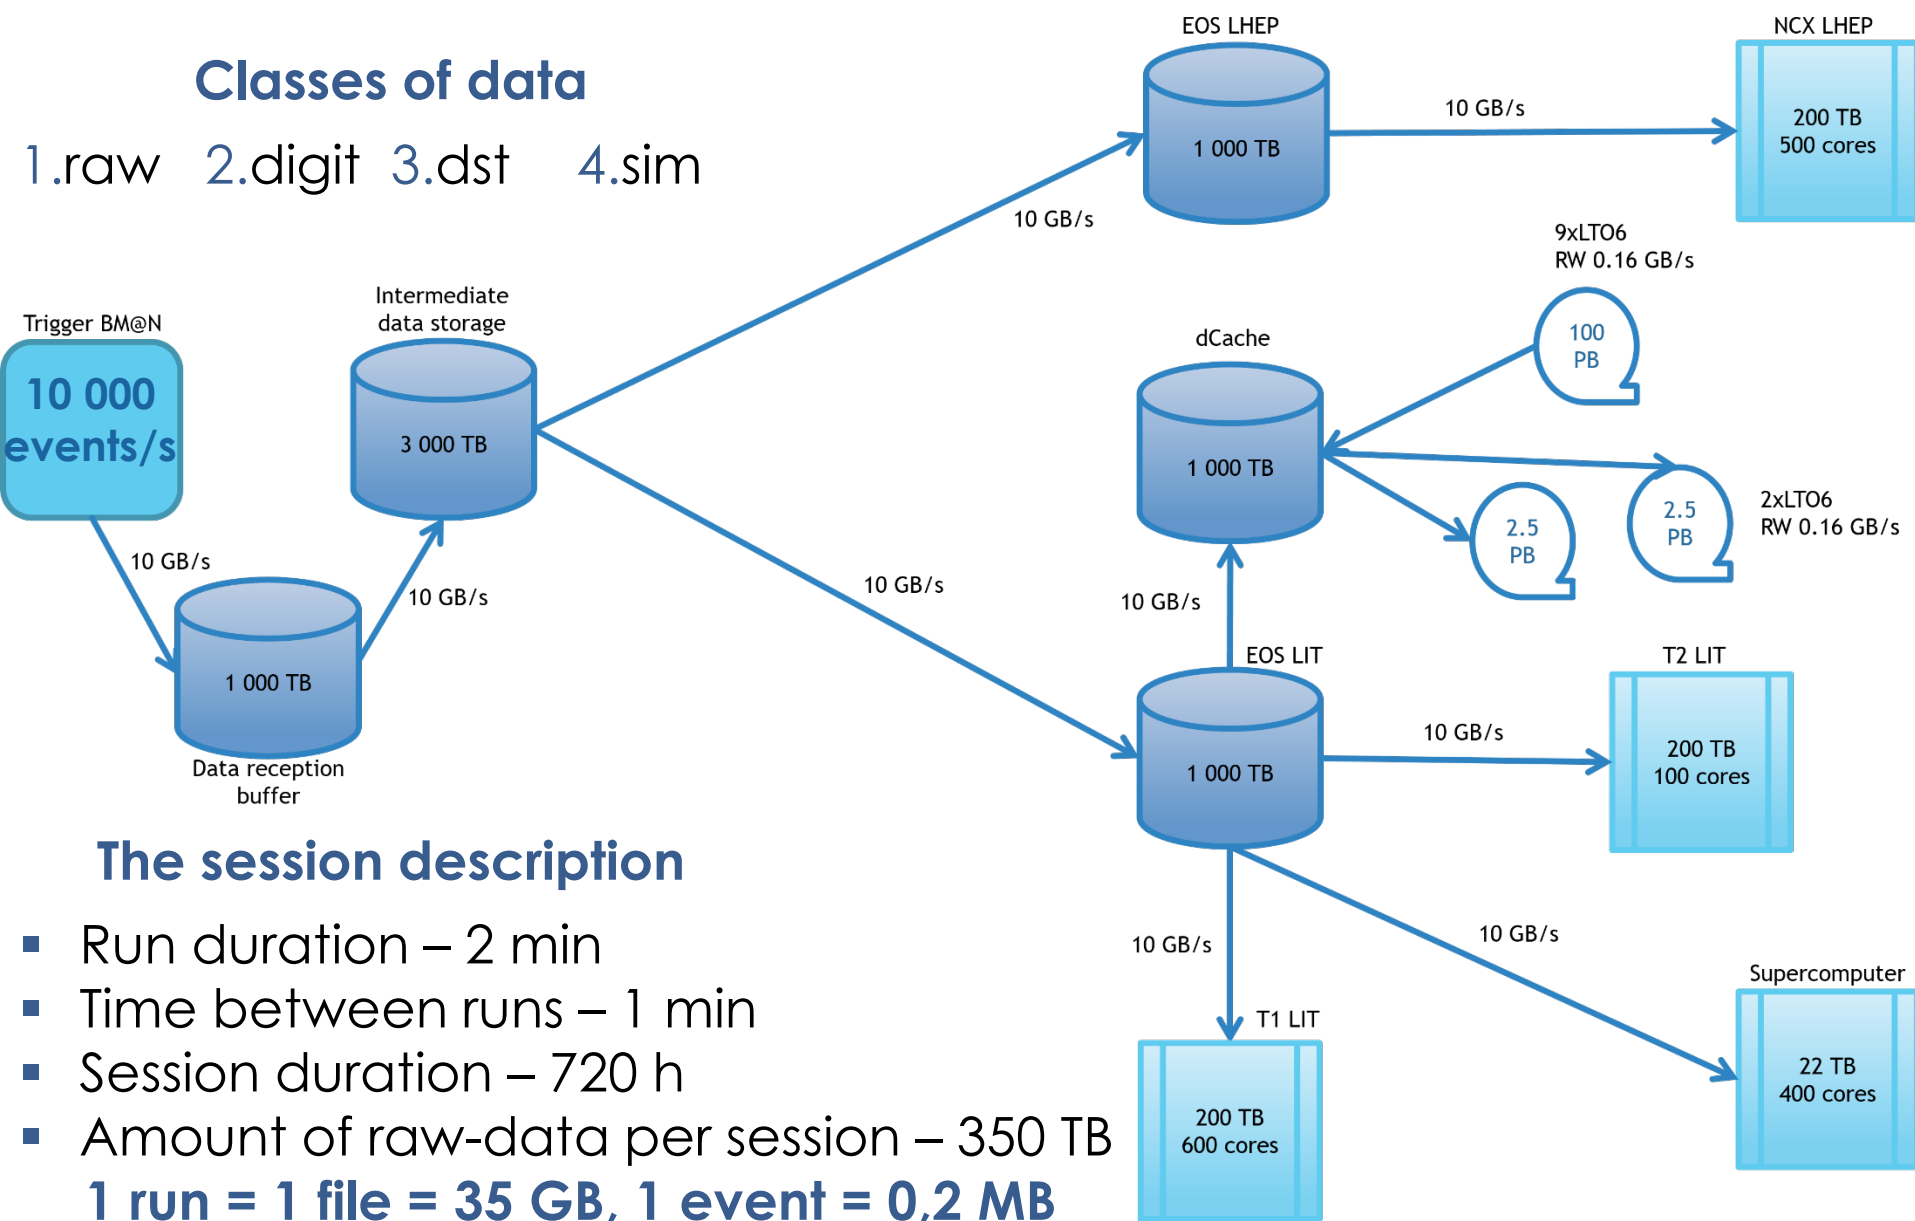 Classes of data
1.raw 2.digit 3.dst 4.sim
EOS LHEP
1 000 TB
10 GB/s
NCX LHEP
200 TB
500 cores
10 GB/s
9xLTO6
RW 0.16 GB/s
100
PB
Trigger BM@N
10 000
events/s
Intermediate
data storage
3 000 TB
dCache
1 000 TB
2.5
PB
2.5
PB
2xLTO6
RW 0.16 GB/s
10 GB/s
10 GB/s
10 GB/s
10 GB/s
1 000 TB
Data reception
buffer
EOS LIT
1 000 TB
10 GB/s
T2 LIT
200 TB
100 cores
10 GB/s
10 GB/s
T1 LIT
200 TB
600 cores
Supercomputer
22 TB
400 cores
The session description
▪ Run duration – 2 min
▪ Time between runs – 1 min
▪ Session duration – 720 h
▪ Amount of raw-data per session – 350 TB
1 run = 1 file = 35 GB, 1 event = 0,2 MB